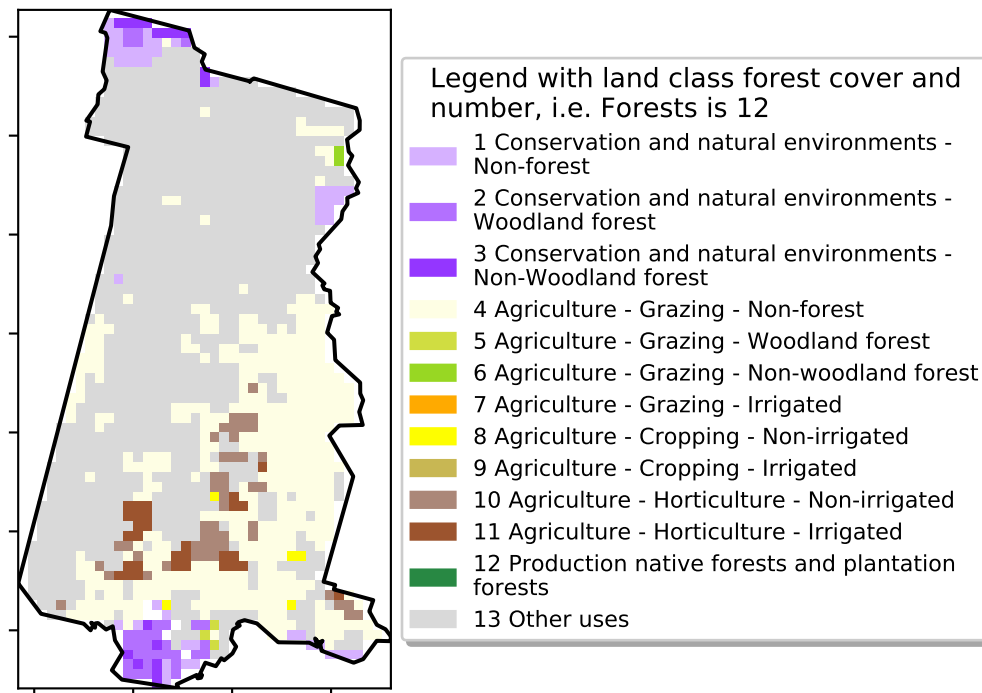 Legend with land class forest cover and
number, i.e. Forests is 12
1 Conservation and natural environments -
Non-forest
2 Conservation and natural environments -
Woodland forest
3 Conservation and natural environments -
Non-Woodland forest
4 Agriculture - Grazing - Non-forest
5 Agriculture - Grazing - Woodland forest
6 Agriculture - Grazing - Non-woodland forest
7 Agriculture - Grazing - Irrigated
8 Agriculture - Cropping - Non-irrigated
9 Agriculture - Cropping - Irrigated
10 Agriculture - Horticulture - Non-irrigated
11 Agriculture - Horticulture - Irrigated
12 Production native forests and plantation
forests
13 Other uses